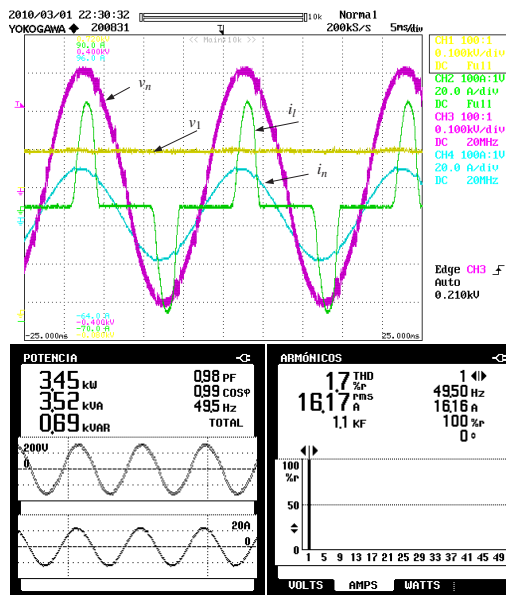 2010/03/01 22:30:32
Normal
YOKOGAWA ◆ 200831
10k
200kS/s 5ms/div
<< Main:10k >>
90.0 A
0.400kV
96.0 A
CH1 100:1
0.100kV/div
DC Full
CH2 100A:1V
20.0 A/div
DC Full
CH3 100:1
0.100kV/div
DC 20MHz
CH4 100A:1V
20.0 A/div
DC 20MHz
vn
v1
il
in
Edge CH3
Auto
0.210kV
-64.0 A
-0.400kV
-70.0 A
-25.000ms
25.000ms
POTENCIA
3.45 kW
3.52 kVA
0.69 kVAR
0.98 PF
0.99 COSφ
49.5 Hz
TOTAL
200V
0
20A
0
ARMÓNICOS
1.7 THD %r
16.17 rms A
1.1 KF
1
49.50 Hz
16.16 A
100 %r
0°
100
%r
50
0
1 5 9 13 17 21 25 29 33 37 41 45 49
VOLTS AMPS WATTS